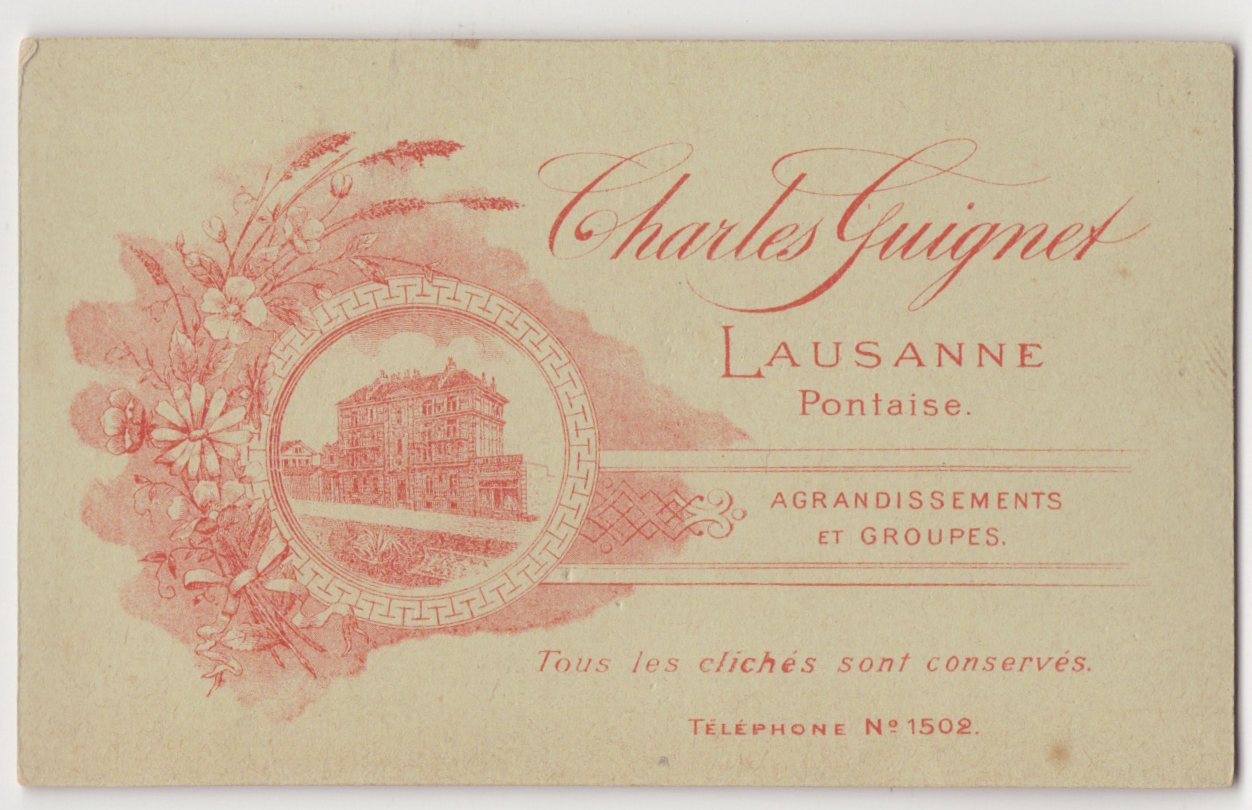 Charles Guignet
LAUSANNE
Pontaise.
AGRANDISSEMENTS
ET GROUPES.
Tous les clichés sont conservés.
TÉLÉPHONE Nº 1502.